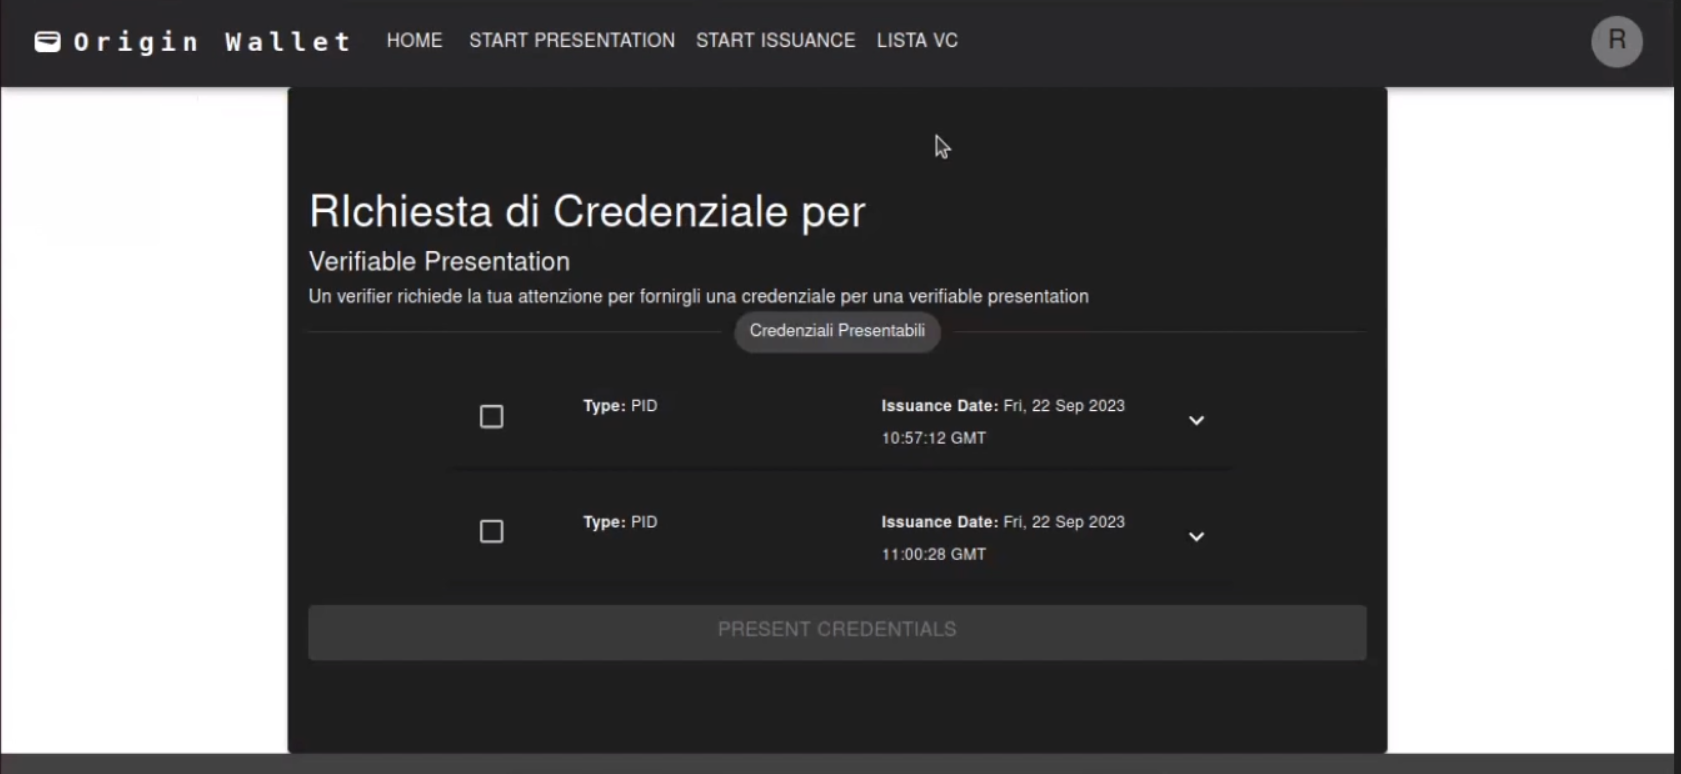 Origin Wallet HOME START PRESENTATION START ISSUANCE LISTA VC R
RIchiesta di Credenziale per
Verifiable Presentation
Un verifier richiede la tua attenzione per fornirgli una credenziale per una verifiable presentation
Credenziali Presentabili
Type: PID Issuance Date: Fri, 22 Sep 2023
10:57:12 GMT
Type: PID Issuance Date: Fri, 22 Sep 2023
11:00:28 GMT
PRESENT CREDENTIALS